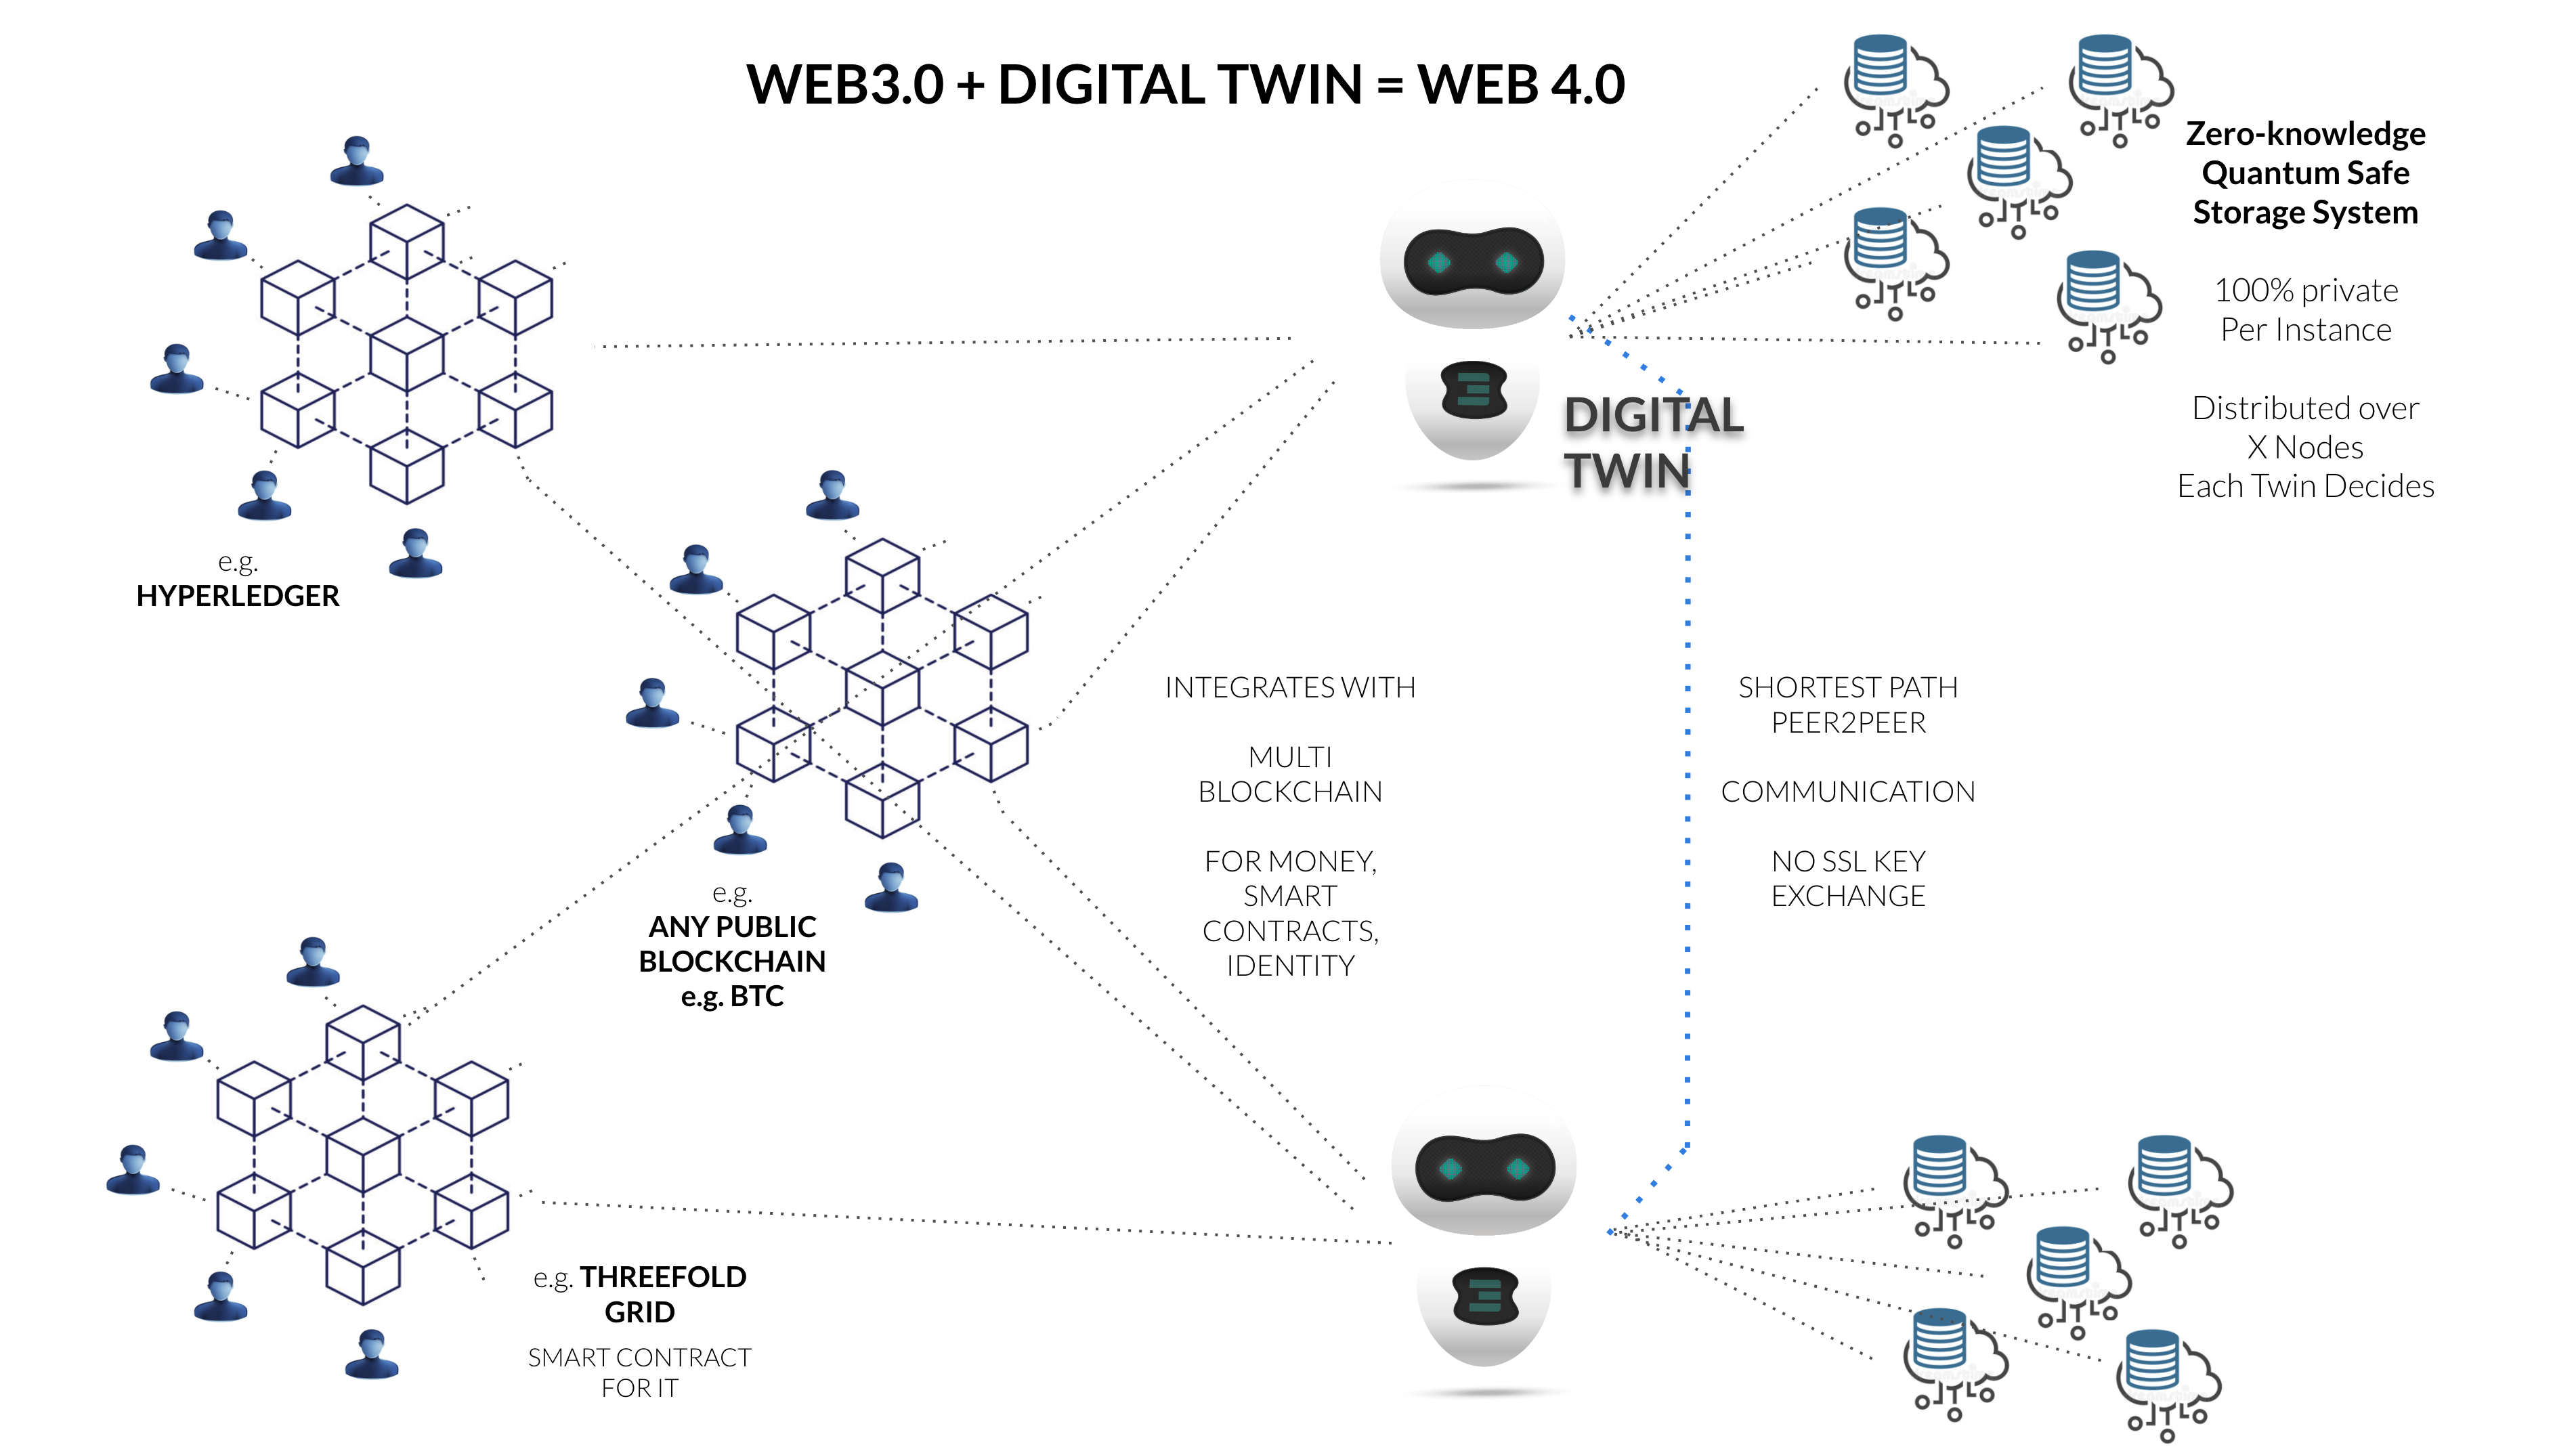 WEB3.0 + DIGITAL TWIN = WEB 4.0
Zero-knowledge
Quantum Safe
Storage System
100% private
Per Instance
Distributed over
X Nodes
Each Twin Decides
DIGITAL
TWIN
e.g.
HYPERLEDGER
INTEGRATES WITH
MULTI
BLOCKCHAIN
FOR MONEY,
SMART
CONTRACTS,
IDENTITY
SHORTEST PATH
PEER2PEER
COMMUNICATION
NO SSL KEY
EXCHANGE
e.g.
ANY PUBLIC
BLOCKCHAIN
e.g. BTC
e.g. THREEFOLD
GRID
SMART CONTRACT
FOR IT